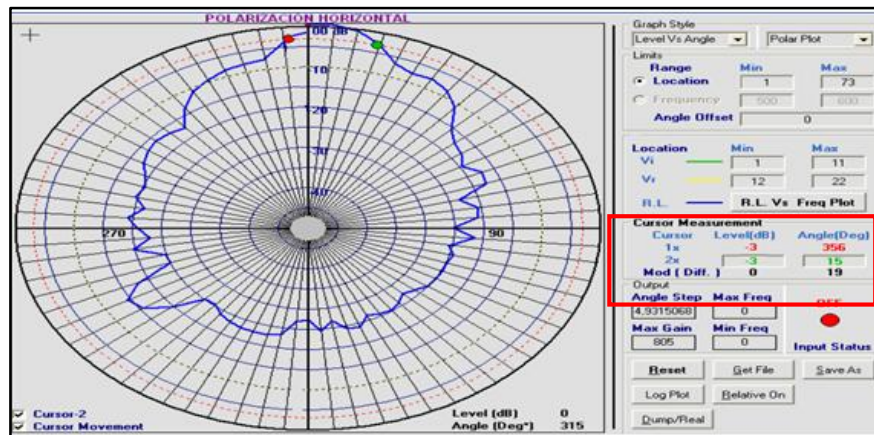 POLARIZACIÓN HORIZONTAL
00 dB
-10
-20
-30
-40
270
90
Cursor-2
Cursor Movement
Level (dB) 0
Angle (Deg°) 315
Graph Style
Level Vs Angle Polar Plot
Limits
Range Min Max
Location 1 73
Frequency 500 600
Angle Offset 0
Location Min Max
Vi 1 11
Vr 12 22
R.L. R.L. Vs Freq Plot
Cursor Measurement
Cursor Level(dB) Angle(Deg)
1x -3 356
2x -3 15
Mod ( Diff. ) 0 19
Output
Angle Step Max Freq
4.9315068 0
Max Gain Min Freq
805 0
Input Status
Reset Get File Save As
Log Plot Relative On
Dump/Real